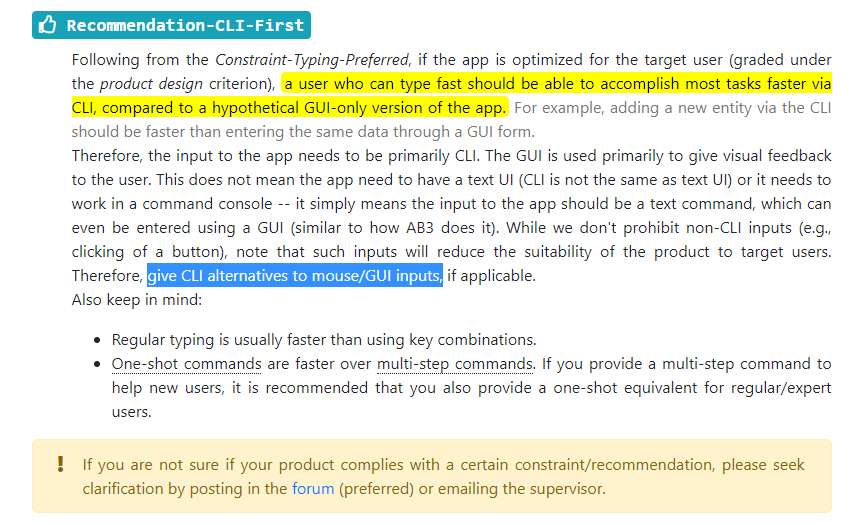 Recommendation-CLI-First
Following from the Constraint-Typing-Preferred, if the app is optimized for the target user (graded under
the product design criterion), a user who can type fast should be able to accomplish most tasks faster via
CLI, compared to a hypothetical GUI-only version of the app. For example, adding a new entity via the CLI
should be faster than entering the same data through a GUI form.
Therefore, the input to the app needs to be primarily CLI. The GUI is used primarily to give visual feedback
to the user. This does not mean the app need to have a text UI (CLI is not the same as text UI) or it needs to
work in a command console -- it simply means the input to the app should be a text command, which can
even be entered using a GUI (similar to how AB3 does it). While we don't prohibit non-CLI inputs (e.g.,
clicking of a button), note that such inputs will reduce the suitability of the product to target users.
Therefore, give CLI alternatives to mouse/GUI inputs, if applicable.
Also keep in mind:
• Regular typing is usually faster than using key combinations.
• One-shot commands are faster over multi-step commands. If you provide a multi-step command to
help new users, it is recommended that you also provide a one-shot equivalent for regular/expert
users.
! If you are not sure if your product complies with a certain constraint/recommendation, please seek
clarification by posting in the forum (preferred) or emailing the supervisor.